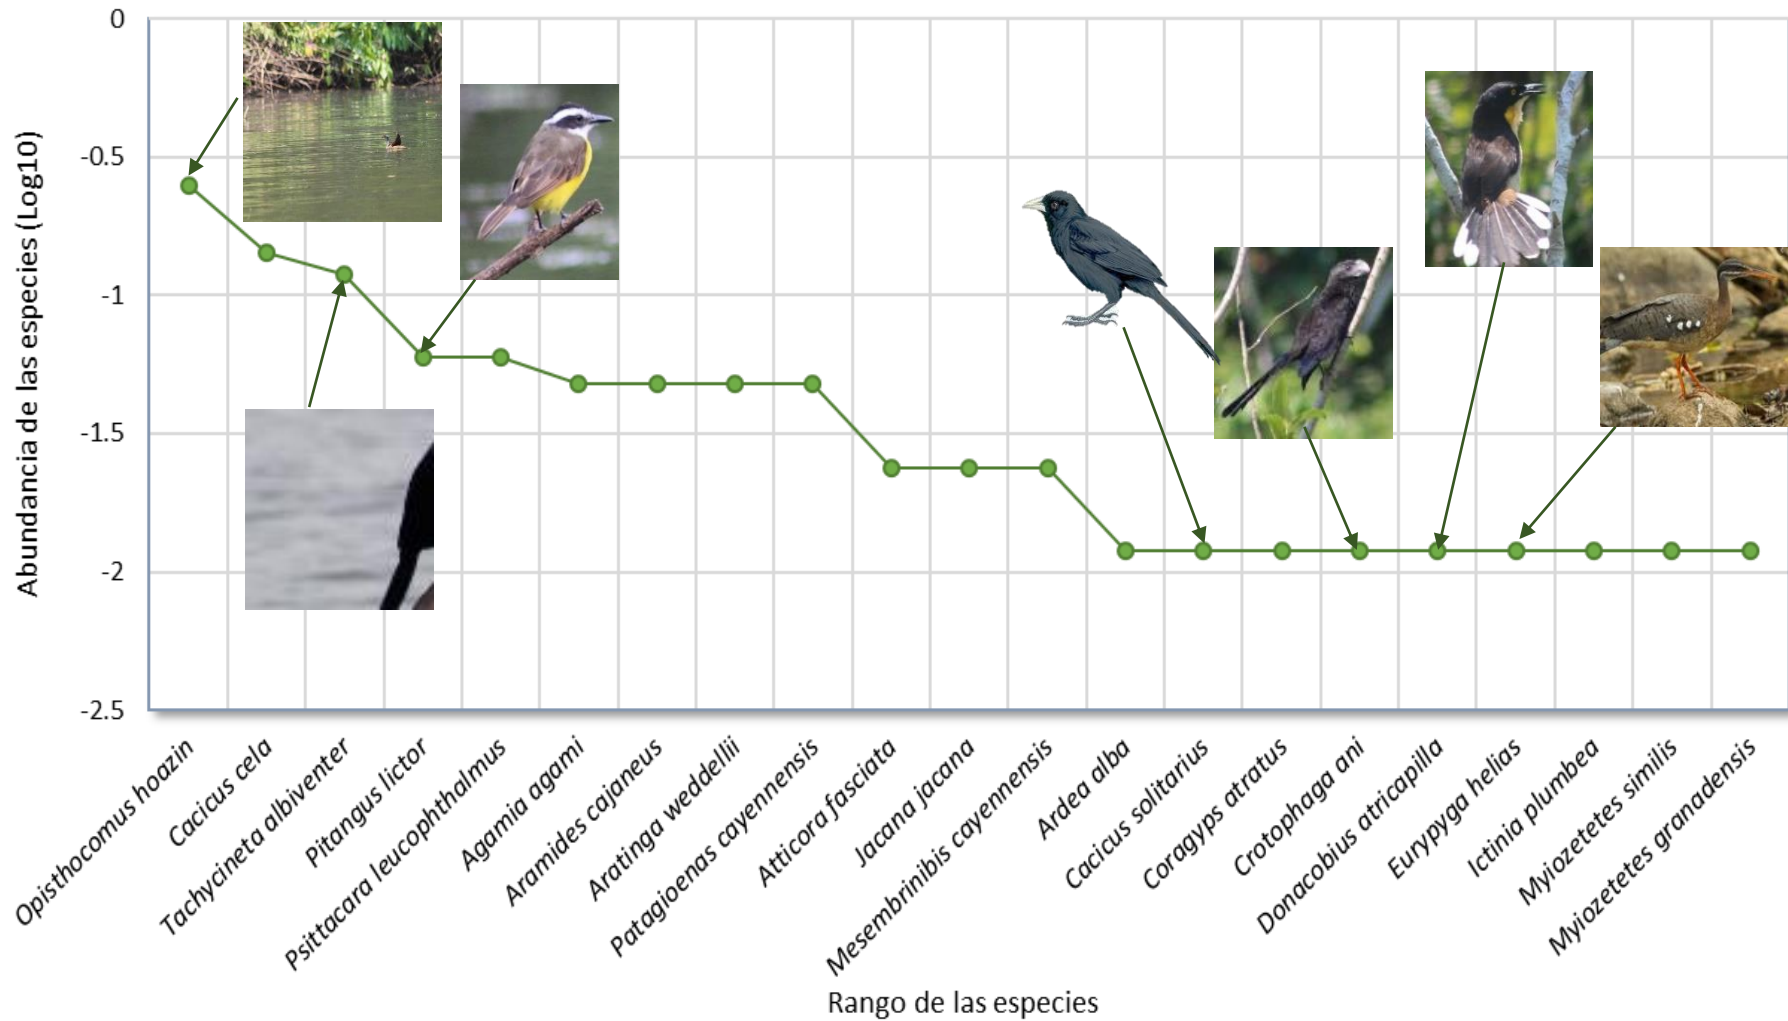 Abundancia de las especies (Log10)
0
-0.5
-1
-1.5
-2
-2.5
Opisthocomus hoazin
Cacicus cela
Tachycineta albiventer
Pitangus lictor
Psittacara leucophthalmus
Agamia agami
Aramides cajaneus
Aratinga weddellii
Patagioenas cayennensis
Atticora fasciata
Jacana jacana
Mesembrinibis cayennensis
Ardea alba
Cacicus solitarius
Coragyps atratus
Crotophaga ani
Donacobius atricapilla
Eurypyga helias
Ictinia plumbea
Myiozetetes similis
Myiozetetes granadensis
Rango de las especies